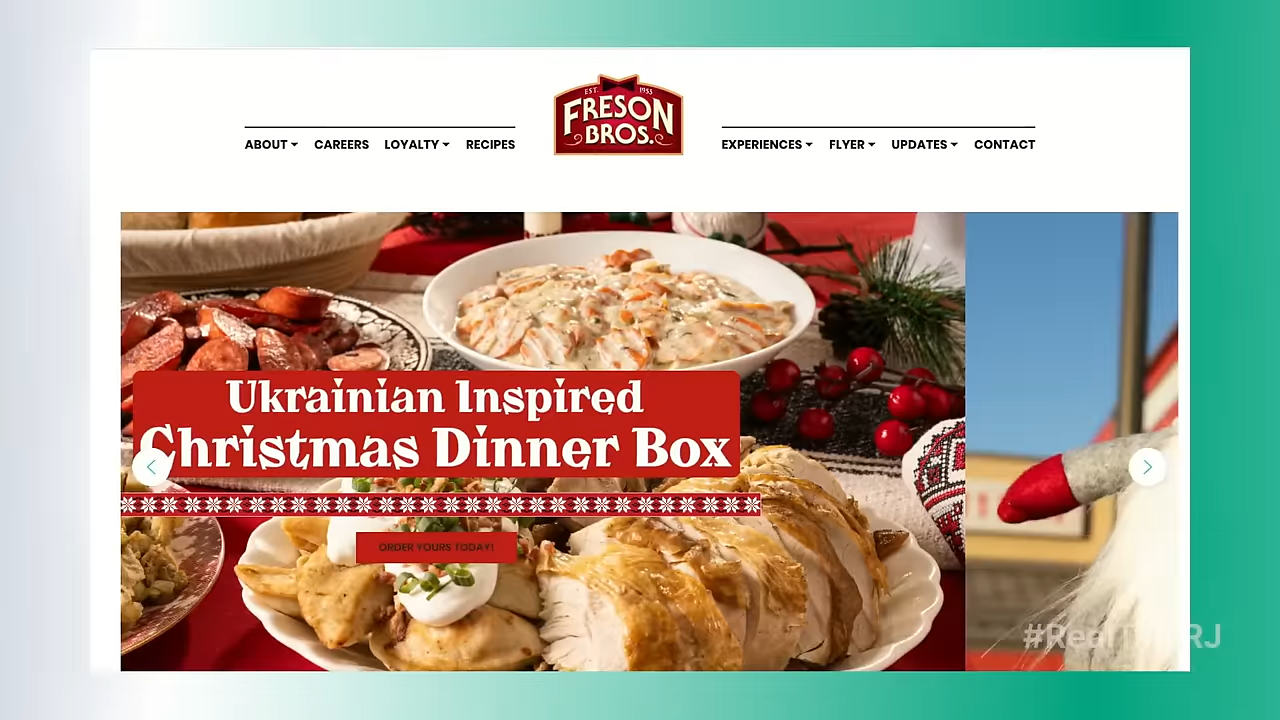 EST. 1955
FRESON
BROS.
ABOUT CAREERS LOYALTY RECIPES
EXPERIENCES FLYER UPDATES CONTACT
Ukrainian Inspired
Christmas Dinner Box
ORDER YOURS TODAY!